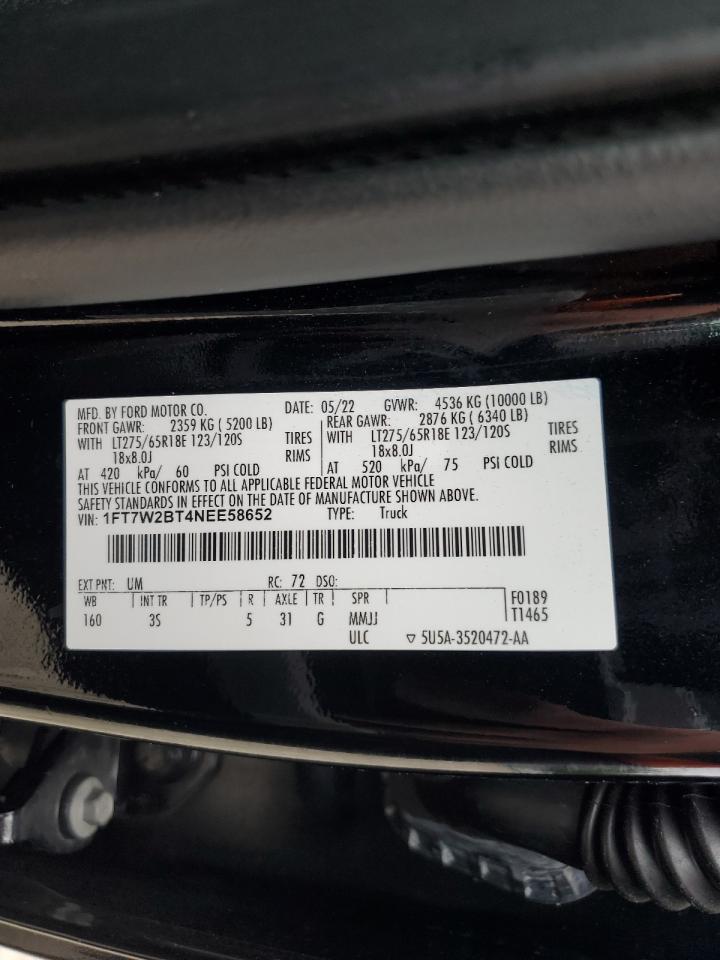 MFD. BY FORD MOTOR CO. DATE: 05/22 GVWR: 4536 KG (10000 LB)
FRONT GAWR: 2359 KG ( 5200 LB) REAR GAWR: 2876 KG ( 6340 LB)
WITH LT275/65R18E 123/120S TIRES WITH LT275/65R18E 123/120S TIRES
18x8.0J RIMS 18x8.0J RIMS
AT 420 kPa/ 60 PSI COLD AT 520 kPa/ 75 PSI COLD
THIS VEHICLE CONFORMS TO ALL APPLICABLE FEDERAL MOTOR VEHICLE
SAFETY STANDARDS IN EFFECT ON THE DATE OF MANUFACTURE SHOWN ABOVE.
VIN: 1FT7W2BT4NEE58652 TYPE: Truck
EXT PNT: UM RC: 72 DSO:
WB INT TR TP/PS R AXLE TR SPR F0189
160 3S 5 31 G MMJJ T1465
ULC ▽ 5U5A-3520472-AA